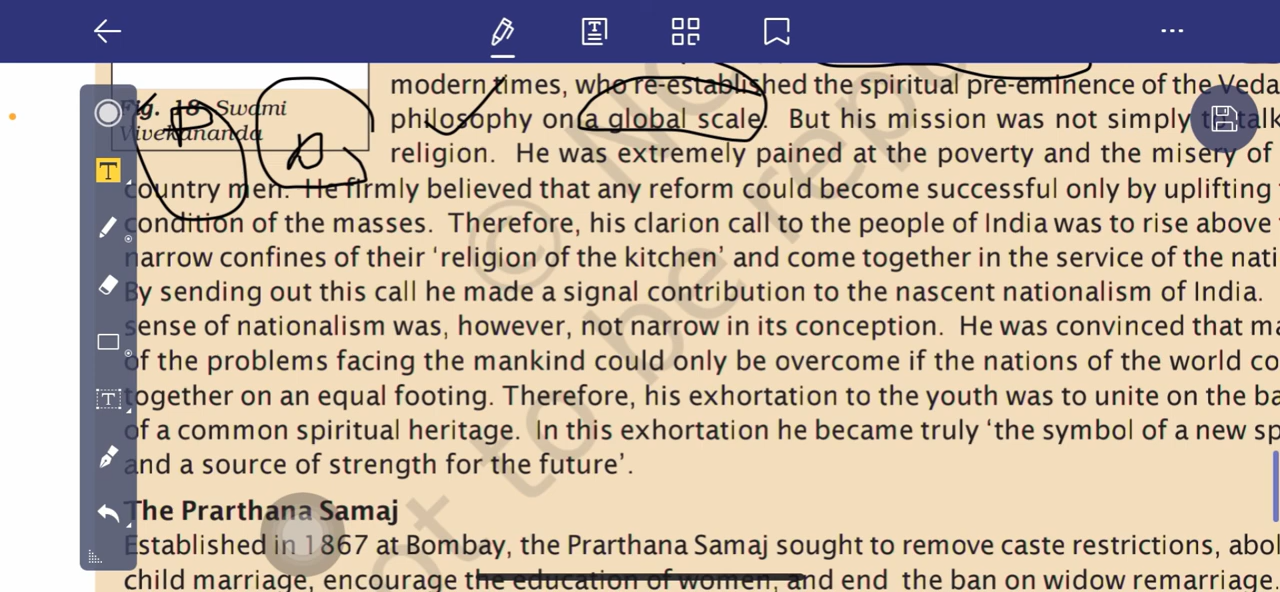 Fig. 18 Swami
Vivekananda
modern times, who re-established the spiritual pre-eminence of the Veda
philosophy on a global scale. But his mission was not simply to talk
religion. He was extremely pained at the poverty and the misery of
country men. He firmly believed that any reform could become successful only by uplifting
condition of the masses. Therefore, his clarion call to the people of India was to rise above
narrow confines of their ‘religion of the kitchen’ and come together in the service of the nati
By sending out this call he made a signal contribution to the nascent nationalism of India.
sense of nationalism was, however, not narrow in its conception. He was convinced that ma
of the problems facing the mankind could only be overcome if the nations of the world co
together on an equal footing. Therefore, his exhortation to the youth was to unite on the ba
of a common spiritual heritage. In this exhortation he became truly ‘the symbol of a new sp
and a source of strength for the future’.
The Prarthana Samaj
Established in 1867 at Bombay, the Prarthana Samaj sought to remove caste restrictions, abol
child marriage, encourage the education of women, and end the ban on widow remarriage.